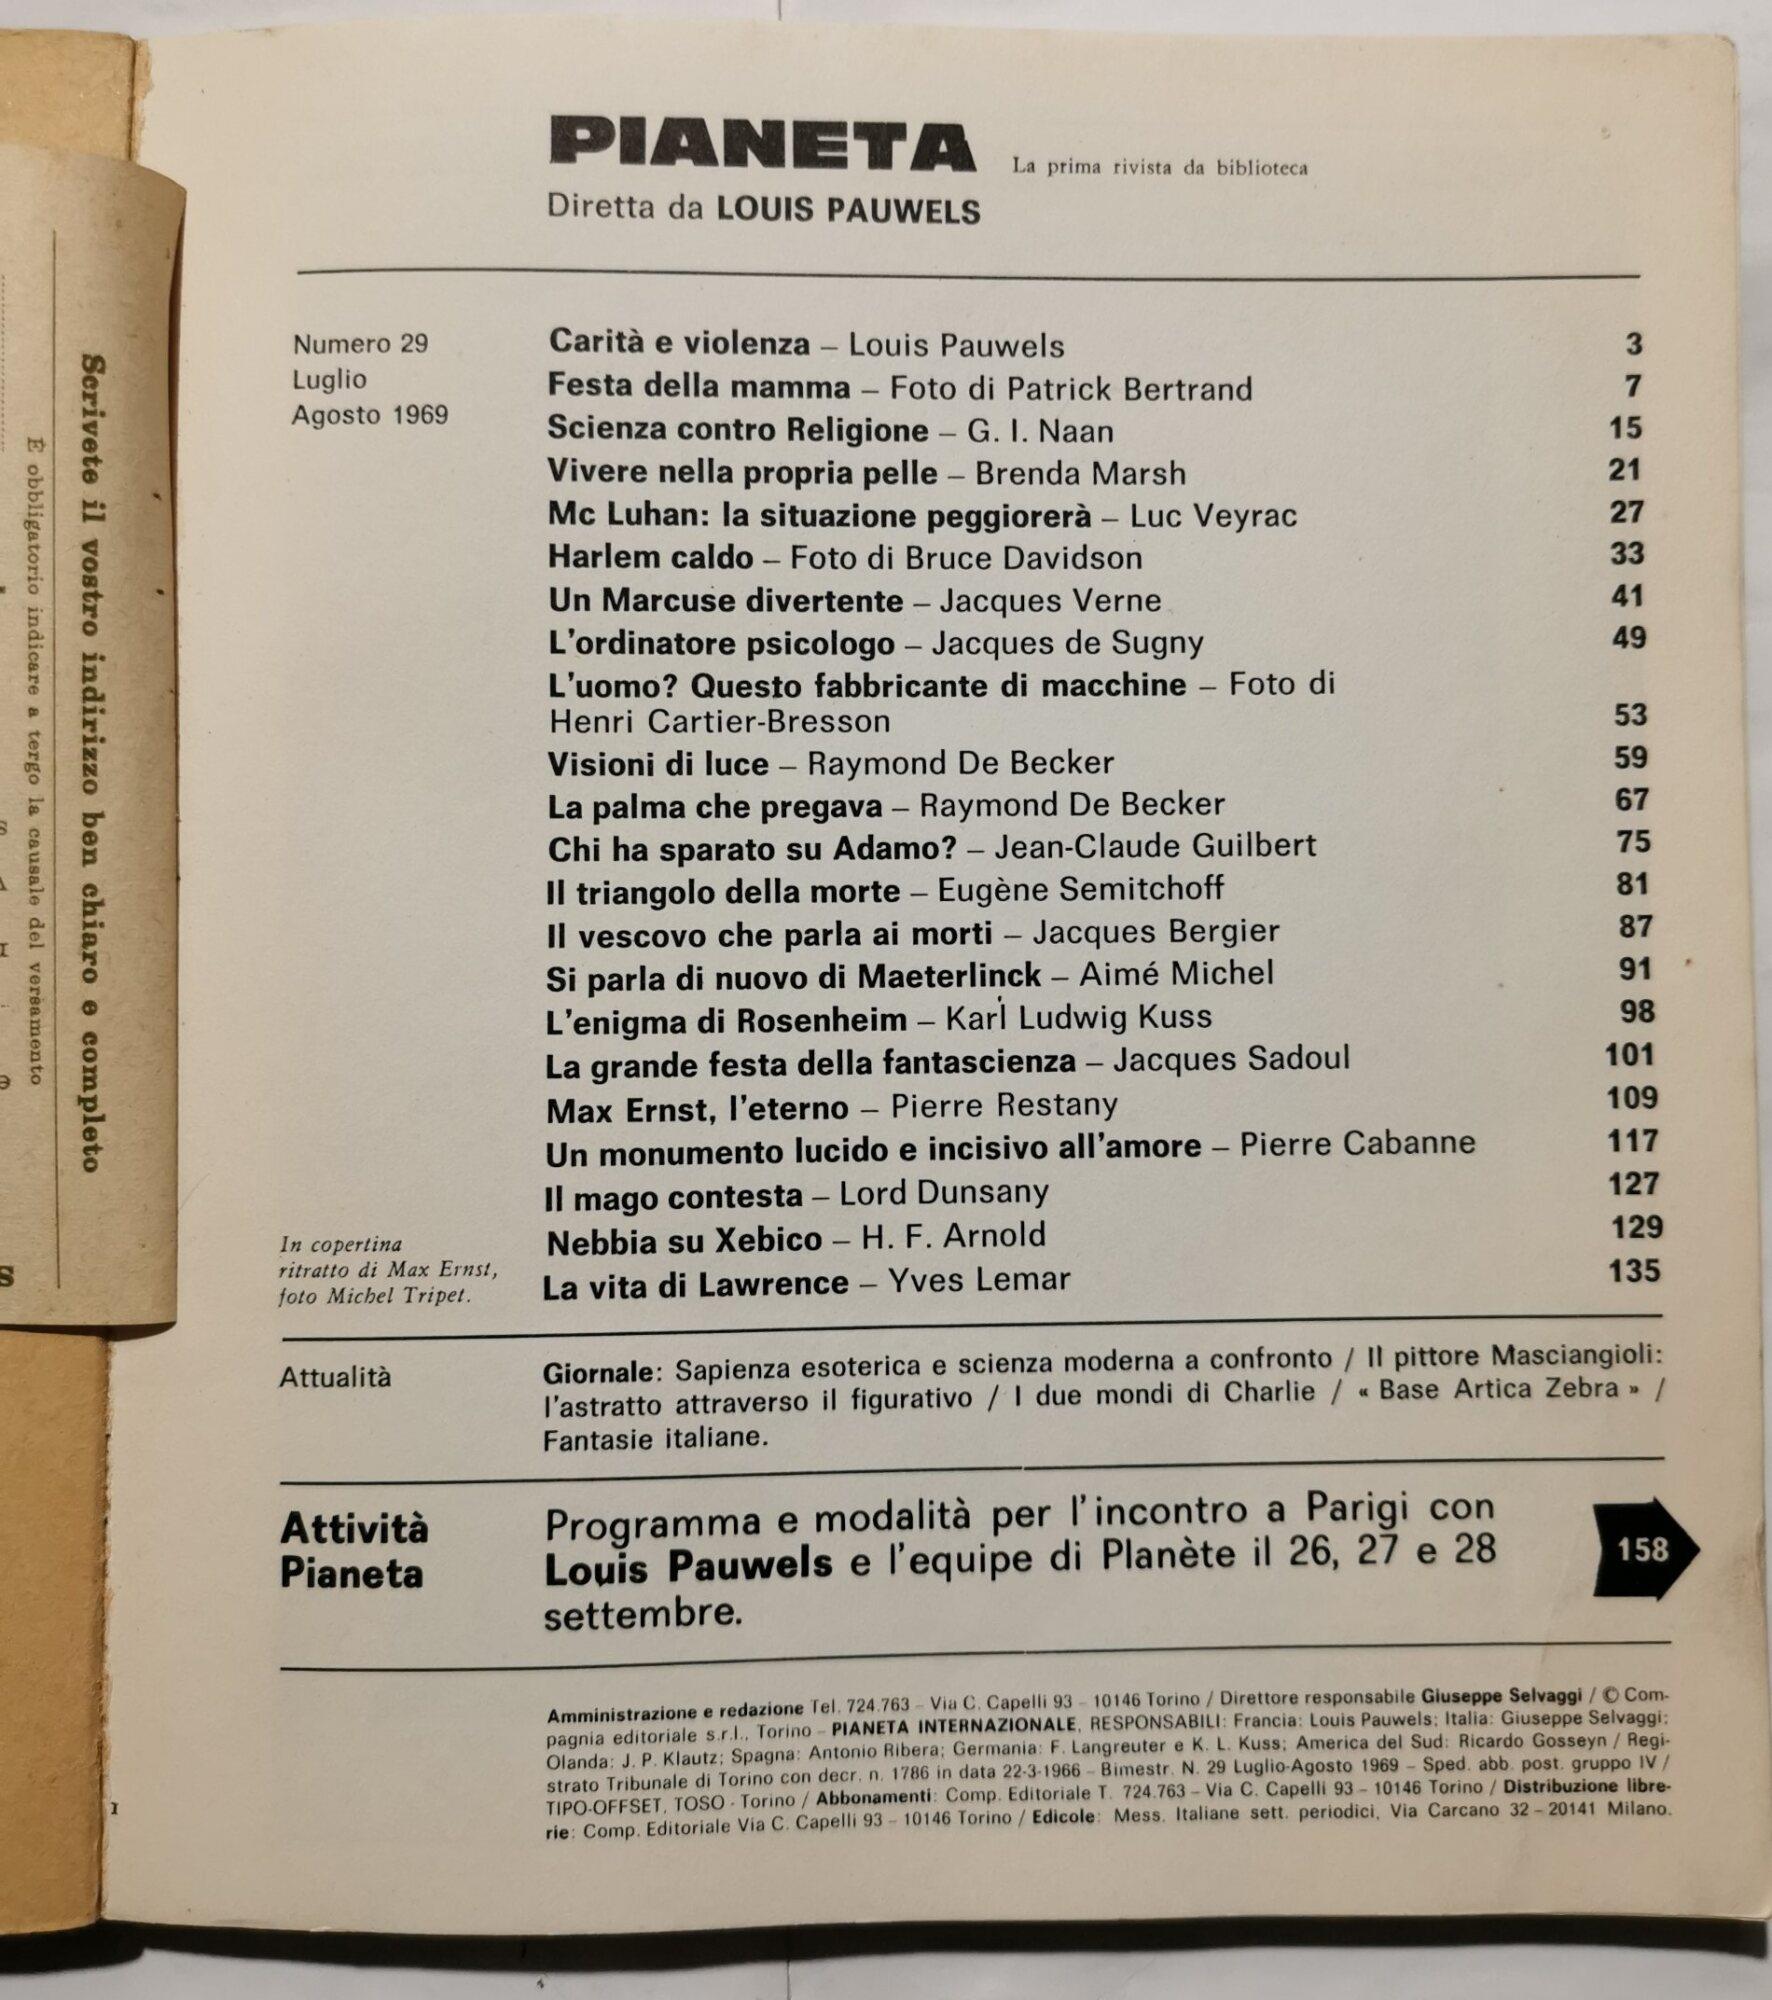 PIANETA La prima rivista da biblioteca
Diretta da LOUIS PAUWELS
Numero 29
Luglio
Agosto 1969
Carità e violenza – Louis Pauwels 3
Festa della mamma – Foto di Patrick Bertrand 7
Scienza contro Religione – G. I. Naan 15
Vivere nella propria pelle – Brenda Marsh 21
Mc Luhan: la situazione peggiorerà – Luc Veyrac 27
Harlem caldo – Foto di Bruce Davidson 33
Un Marcuse divertente – Jacques Verne 41
L'ordinatore psicologo – Jacques de Sugny 49
L'uomo? Questo fabbricante di macchine – Foto di
Henri Cartier-Bresson 53
Visioni di luce – Raymond De Becker 59
La palma che pregava – Raymond De Becker 67
Chi ha sparato su Adamo? – Jean-Claude Guilbert 75
Il triangolo della morte – Eugène Semitchoff 81
Il vescovo che parla ai morti – Jacques Bergier 87
Si parla di nuovo di Maeterlinck – Aimé Michel 91
L'enigma di Rosenheim – Karl Ludwig Kuss 98
La grande festa della fantascienza – Jacques Sadoul 101
Max Ernst, l'eterno – Pierre Restany 109
Un monumento lucido e incisivo all'amore – Pierre Cabanne 117
Il mago contesta – Lord Dunsany 127
Nebbia su Xebico – H. F. Arnold 129
La vita di Lawrence – Yves Lemar 135
In copertina
ritratto di Max Ernst,
foto Michel Tripet.
Attualità
Giornale: Sapienza esoterica e scienza moderna a confronto / Il pittore Masciangioli:
l'astratto attraverso il figurativo / I due mondi di Charlie / « Base Artica Zebra » /
Fantasie italiane.
Attività
Pianeta
Programma e modalità per l'incontro a Parigi con
Louis Pauwels e l'equipe di Planète il 26, 27 e 28
settembre.
158
Amministrazione e redazione Tel. 724.763 – Via C. Capelli 93 – 10146 Torino / Direttore responsabile Giuseppe Selvaggi / © Com-
pagnia editoriale s.r.l., Torino – PIANETA INTERNAZIONALE, RESPONSABILI: Francia: Louis Pauwels; Italia: Giuseppe Selvaggi;
Olanda: J. P. Klautz; Spagna: Antonio Ribera; Germania: F. Langreuter e K. L. Kuss; America del Sud: Ricardo Gosseyn / Regi-
strato Tribunale di Torino con decr. n. 1786 in data 22-3-1966 – Bimestr. N. 29 Luglio-Agosto 1969 – Sped. abb. post. gruppo IV /
TIPO-OFFSET, TOSO - Torino / Abbonamenti: Comp. Editoriale T. 724.763 – Via C. Capelli 93 – 10146 Torino / Distribuzione libre-
rie: Comp. Editoriale Via C. Capelli 93 – 10146 Torino / Edicole: Mess. Italiane sett. periodici, Via Carcano 32 – 20141 Milano.
1
Scrivete il vostro indirizzo ben chiaro e completo
È obbligatorio indicare a tergo la causale del versamento